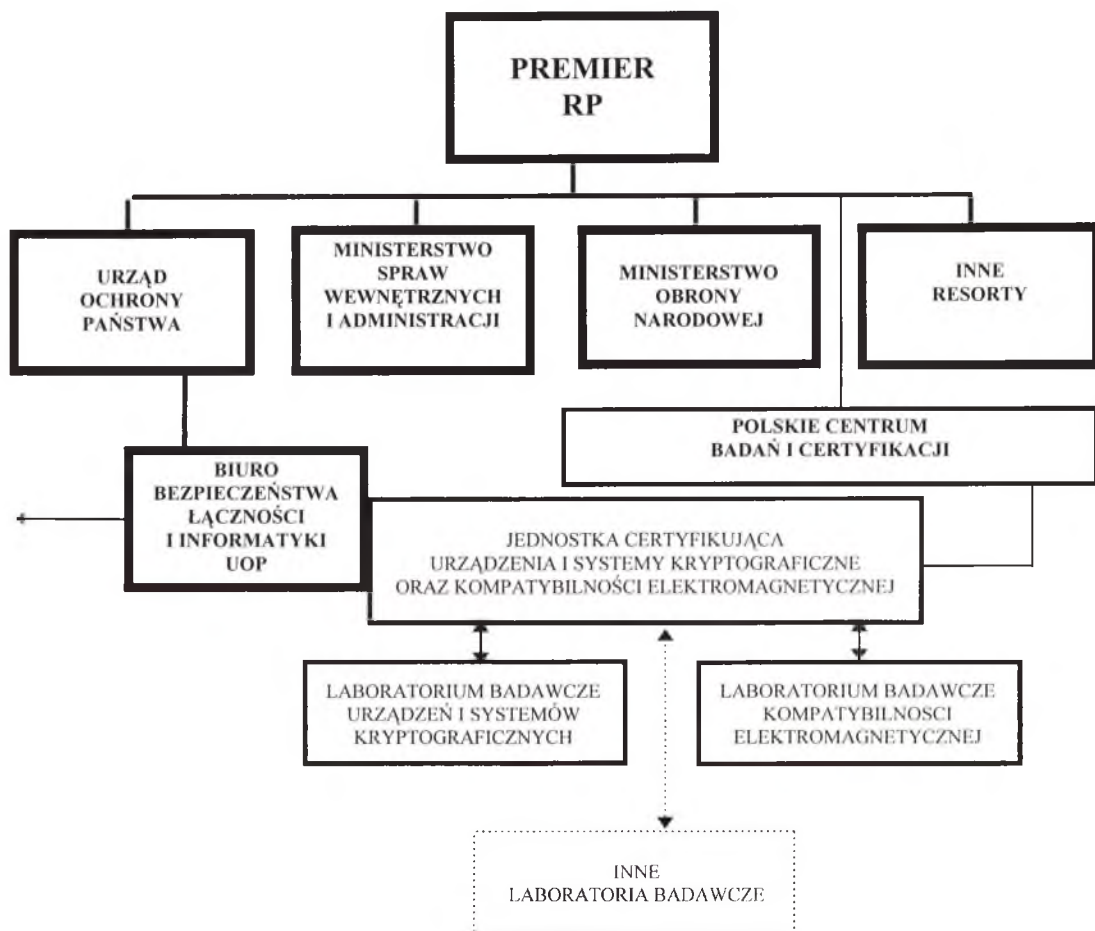 PREMIER
RP
URZĄD
OCHRONY
PAŃSTWA
MINISTERSTWO
SPRAW
WEWNĘTRZNYCH
I ADMINISTRACJI
MINISTERSTWO
OBRONY
NARODOWEJ
INNE
RESORTY
POLSKIE CENTRUM
BADAŃ I CERTYFIKACJI
BIURO
BEZPIECZEŃSTWA
ŁĄCZNOŚCI
I INFORMATYKI
UOP
JEDNOSTKA CERTYFIKUJĄCA
URZĄDZENIA I SYSTEMY KRYPTOGRAFICZNE
ORAZ KOMPATYBILNOŚCI ELEKTROMAGNETYCZNEJ
LABORATORIUM BADAWCZE
URZĄDZEŃ I SYSTEMÓW
KRYPTOGRAFICZNYCH
LABORATORIUM BADAWCZE
KOMPATYBILNOSCI
ELEKTROMAGNETYCZNEJ
INNE
LABORATORIA BADAWCZE